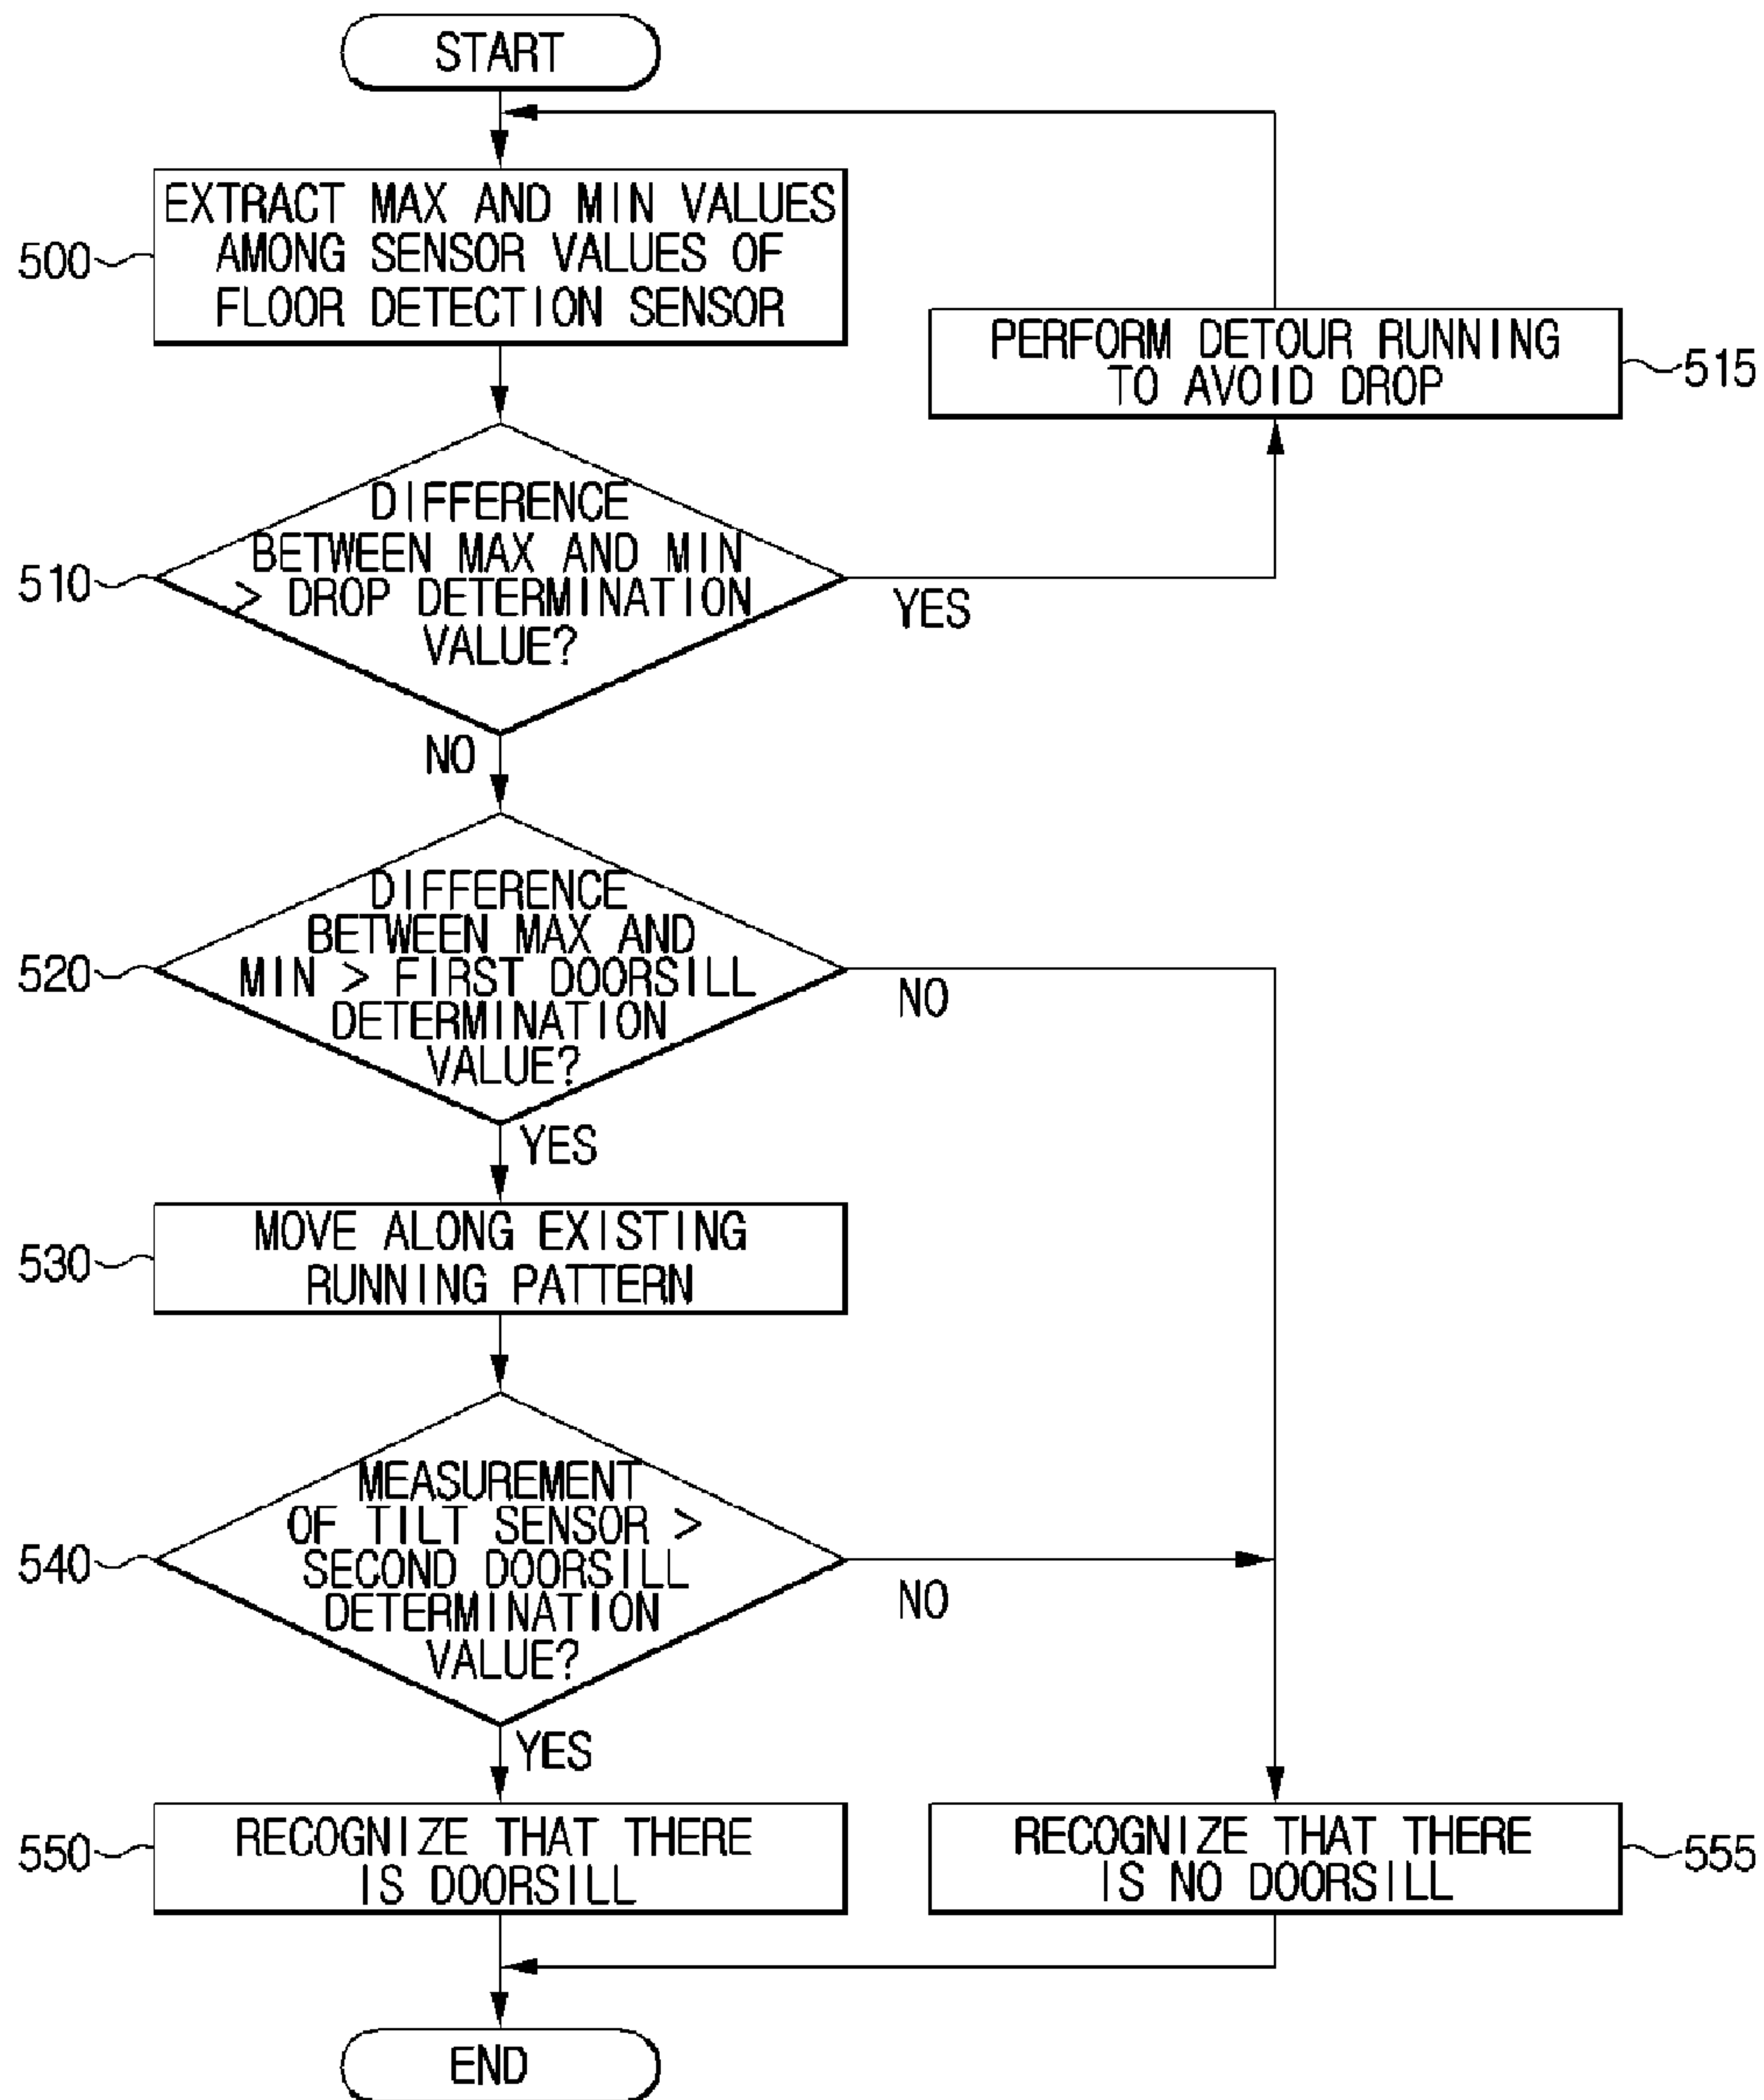 START
500
EXTRACT MAX AND MIN VALUES
AMONG SENSOR VALUES OF
FLOOR DETECTION SENSOR
PERFORM DETOUR RUNNING
TO AVOID DROP
515
510
DIFFERENCE
BETWEEN MAX AND MIN
> DROP DETERMINATION
VALUE?
YES
NO
520
DIFFERENCE
BETWEEN MAX AND
MIN > FIRST DOORSILL
DETERMINATION
VALUE?
NO
YES
530
MOVE ALONG EXISTING
RUNNING PATTERN
540
MEASUREMENT
OF TILT SENSOR >
SECOND DOORSILL
DETERMINATION
VALUE?
NO
YES
550
RECOGNIZE THAT THERE
IS DOORSILL
RECOGNIZE THAT THERE
IS NO DOORSILL
555
END